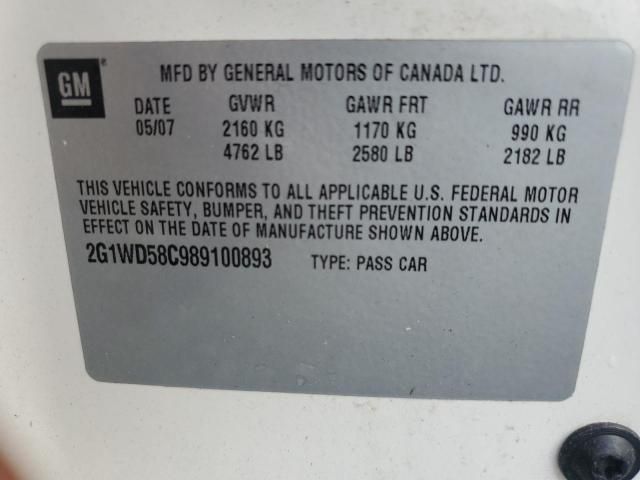 GM ® MFD BY GENERAL MOTORS OF CANADA LTD.
DATE GVWR GAWR FRT GAWR RR
05/07 2160 KG 1170 KG 990 KG
4762 LB 2580 LB 2182 LB
THIS VEHICLE CONFORMS TO ALL APPLICABLE U.S. FEDERAL MOTOR
VEHICLE SAFETY, BUMPER, AND THEFT PREVENTION STANDARDS IN
EFFECT ON THE DATE OF MANUFACTURE SHOWN ABOVE.
2G1WD58C989100893 TYPE: PASS CAR